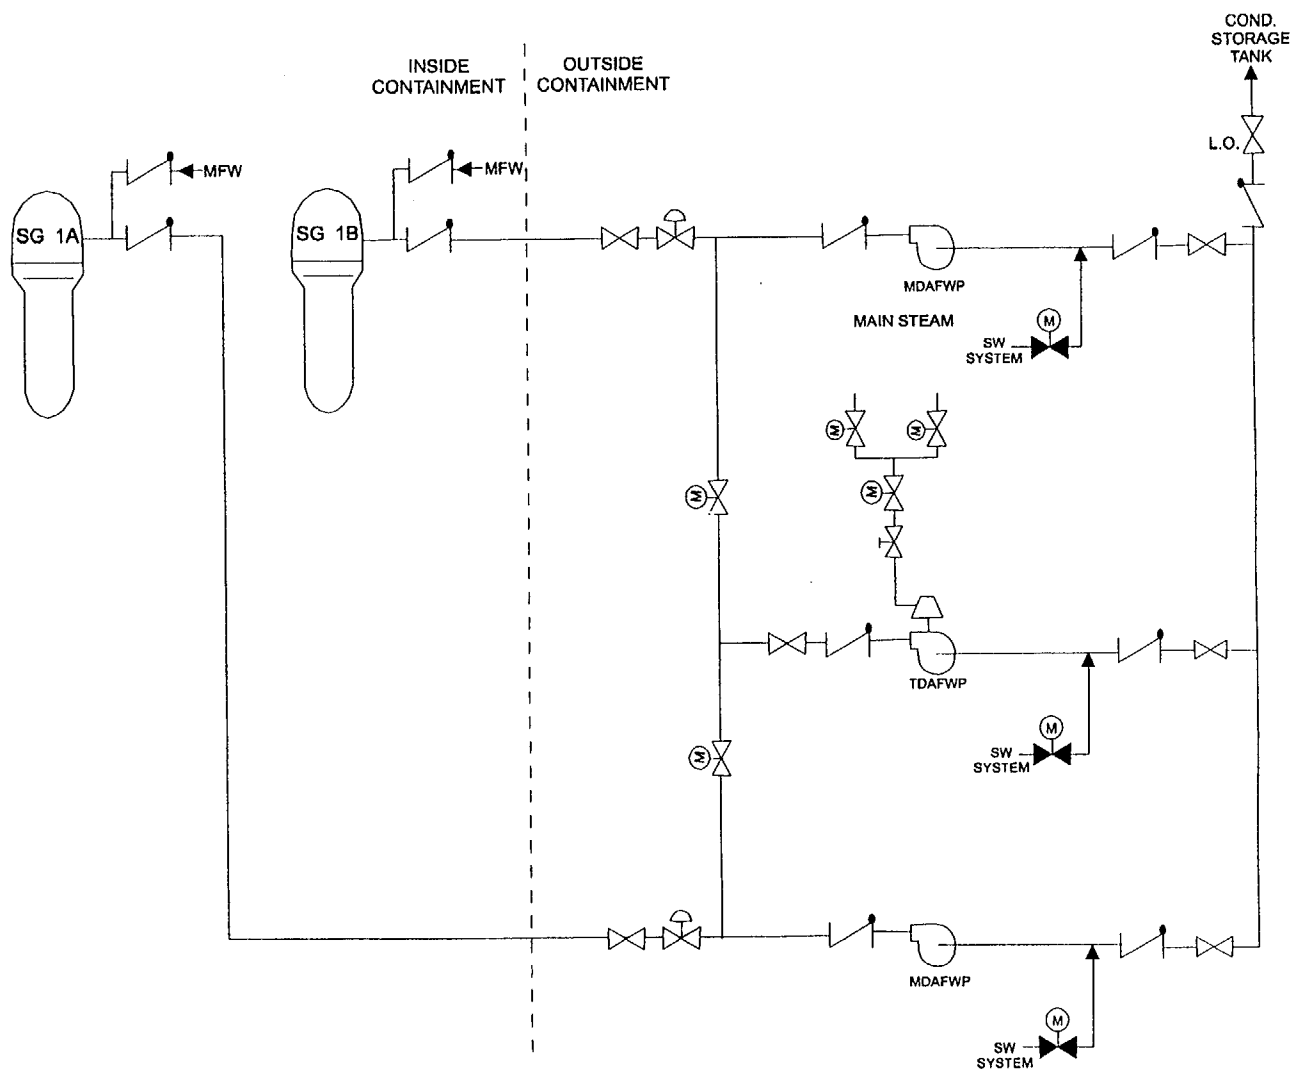 COND.
STORAGE
TANK
INSIDE
CONTAINMENT
OUTSIDE
CONTAINMENT
L.O.
MFW
MFW
SG 1A
SG 1B
MDAFWP
MAIN STEAM
M
SW
SYSTEM
M
M
M
M
TDAFWP
M
SW
SYSTEM
M
MDAFWP
M
SW
SYSTEM